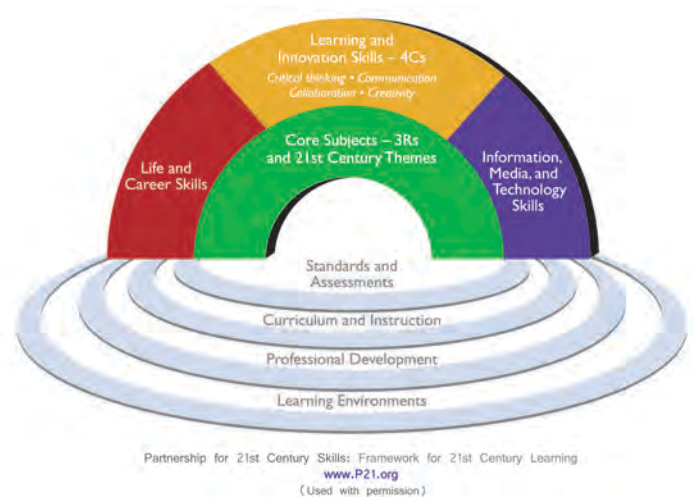 Learning and
Innovation Skills – 4Cs
Critical thinking • Communication
Collaboration • Creativity
Core Subjects – 3Rs
and 21st Century Themes
Life and
Career Skills
Information,
Media, and
Technology
Skills
Standards and
Assessments
Curriculum and Instruction
Professional Development
Learning Environments
Partnership for 21st Century Skills: Framework for 21st Century Learning
www.P21.org
(Used with permission)